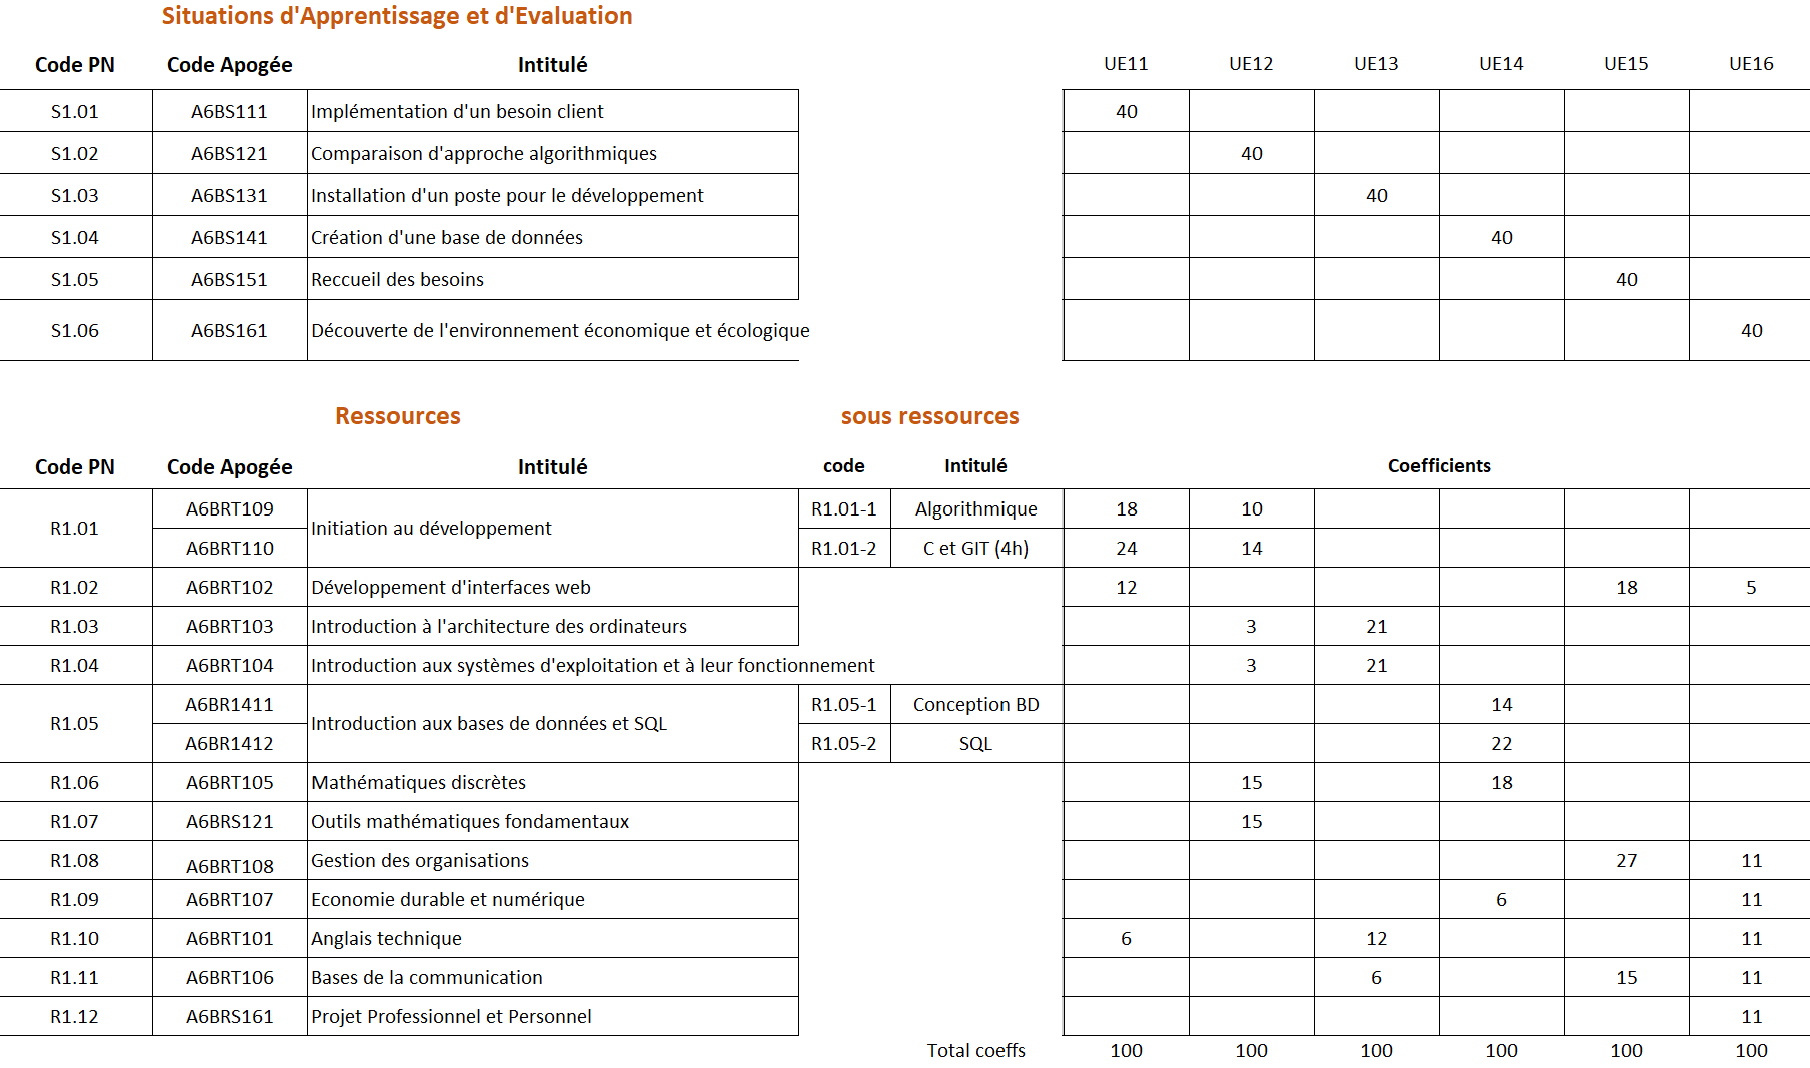 Situations d'Apprentissage et d'Evaluation
Code PN Code Apogée Intitulé UE11 UE12 UE13 UE14 UE15 UE16
S1.01 A6BS111 Implémentation d'un besoin client 40
S1.02 A6BS121 Comparaison d'approche algorithmiques 40
S1.03 A6BS131 Installation d'un poste pour le développement 40
S1.04 A6BS141 Création d'une base de données 40
S1.05 A6BS151 Reccueil des besoins 40
S1.06 A6BS161 Découverte de l'environnement économique et écologique 40
Ressources sous ressources
Code PN Code Apogée Intitulé code Intitulé Coefficients
R1.01 A6BRT109 Initiation au développement R1.01-1 Algorithmique 18 10
A6BRT110 R1.01-2 C et GIT (4h) 24 14
R1.02 A6BRT102 Développement d'interfaces web 12 18 5
R1.03 A6BRT103 Introduction à l'architecture des ordinateurs 3 21
R1.04 A6BRT104 Introduction aux systèmes d'exploitation et à leur fonctionnement 3 21
R1.05 A6BR1411 Introduction aux bases de données et SQL R1.05-1 Conception BD 14
A6BR1412 R1.05-2 SQL 22
R1.06 A6BRT105 Mathématiques discrètes 15 18
R1.07 A6BRS121 Outils mathématiques fondamentaux 15
R1.08 A6BRT108 Gestion des organisations 27 11
R1.09 A6BRT107 Economie durable et numérique 6 11
R1.10 A6BRT101 Anglais technique 6 12 11
R1.11 A6BRT106 Bases de la communication 6 15 11
R1.12 A6BRS161 Projet Professionnel et Personnel 11
Total coeffs 100 100 100 100 100 100